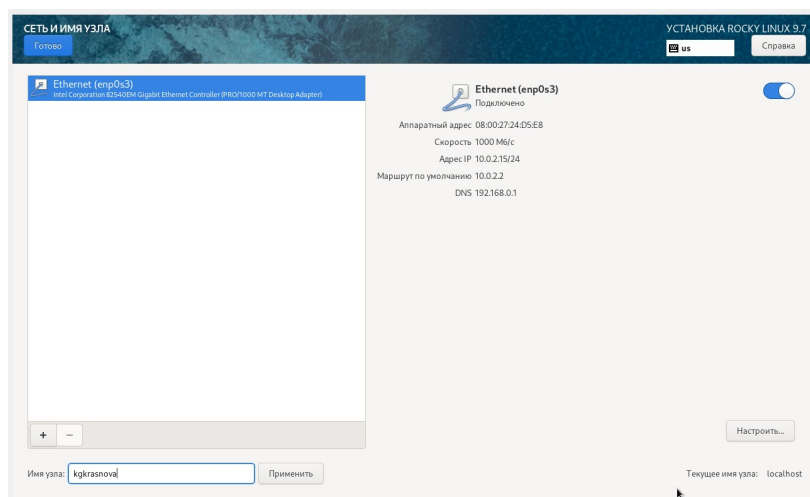 СЕТЬ И ИМЯ УЗЛА
Готово
УСТАНОВКА ROCKY LINUX 9.7
us
Справка
Ethernet (enp0s3)
Intel Corporation 82540EM Gigabit Ethernet Controller (PRO/1000 MT Desktop Adapter)
Ethernet (enp0s3)
Подключено
Аппаратный адрес 08:00:27:24:D5:E8
Скорость 1000 Мб/с
Адрес IP 10.0.2.15/24
Маршрут по умолчанию 10.0.2.2
DNS 192.168.0.1
+ −
Настроить...
Имя узла: kgkrasnova Применить
Текущее имя узла: localhost